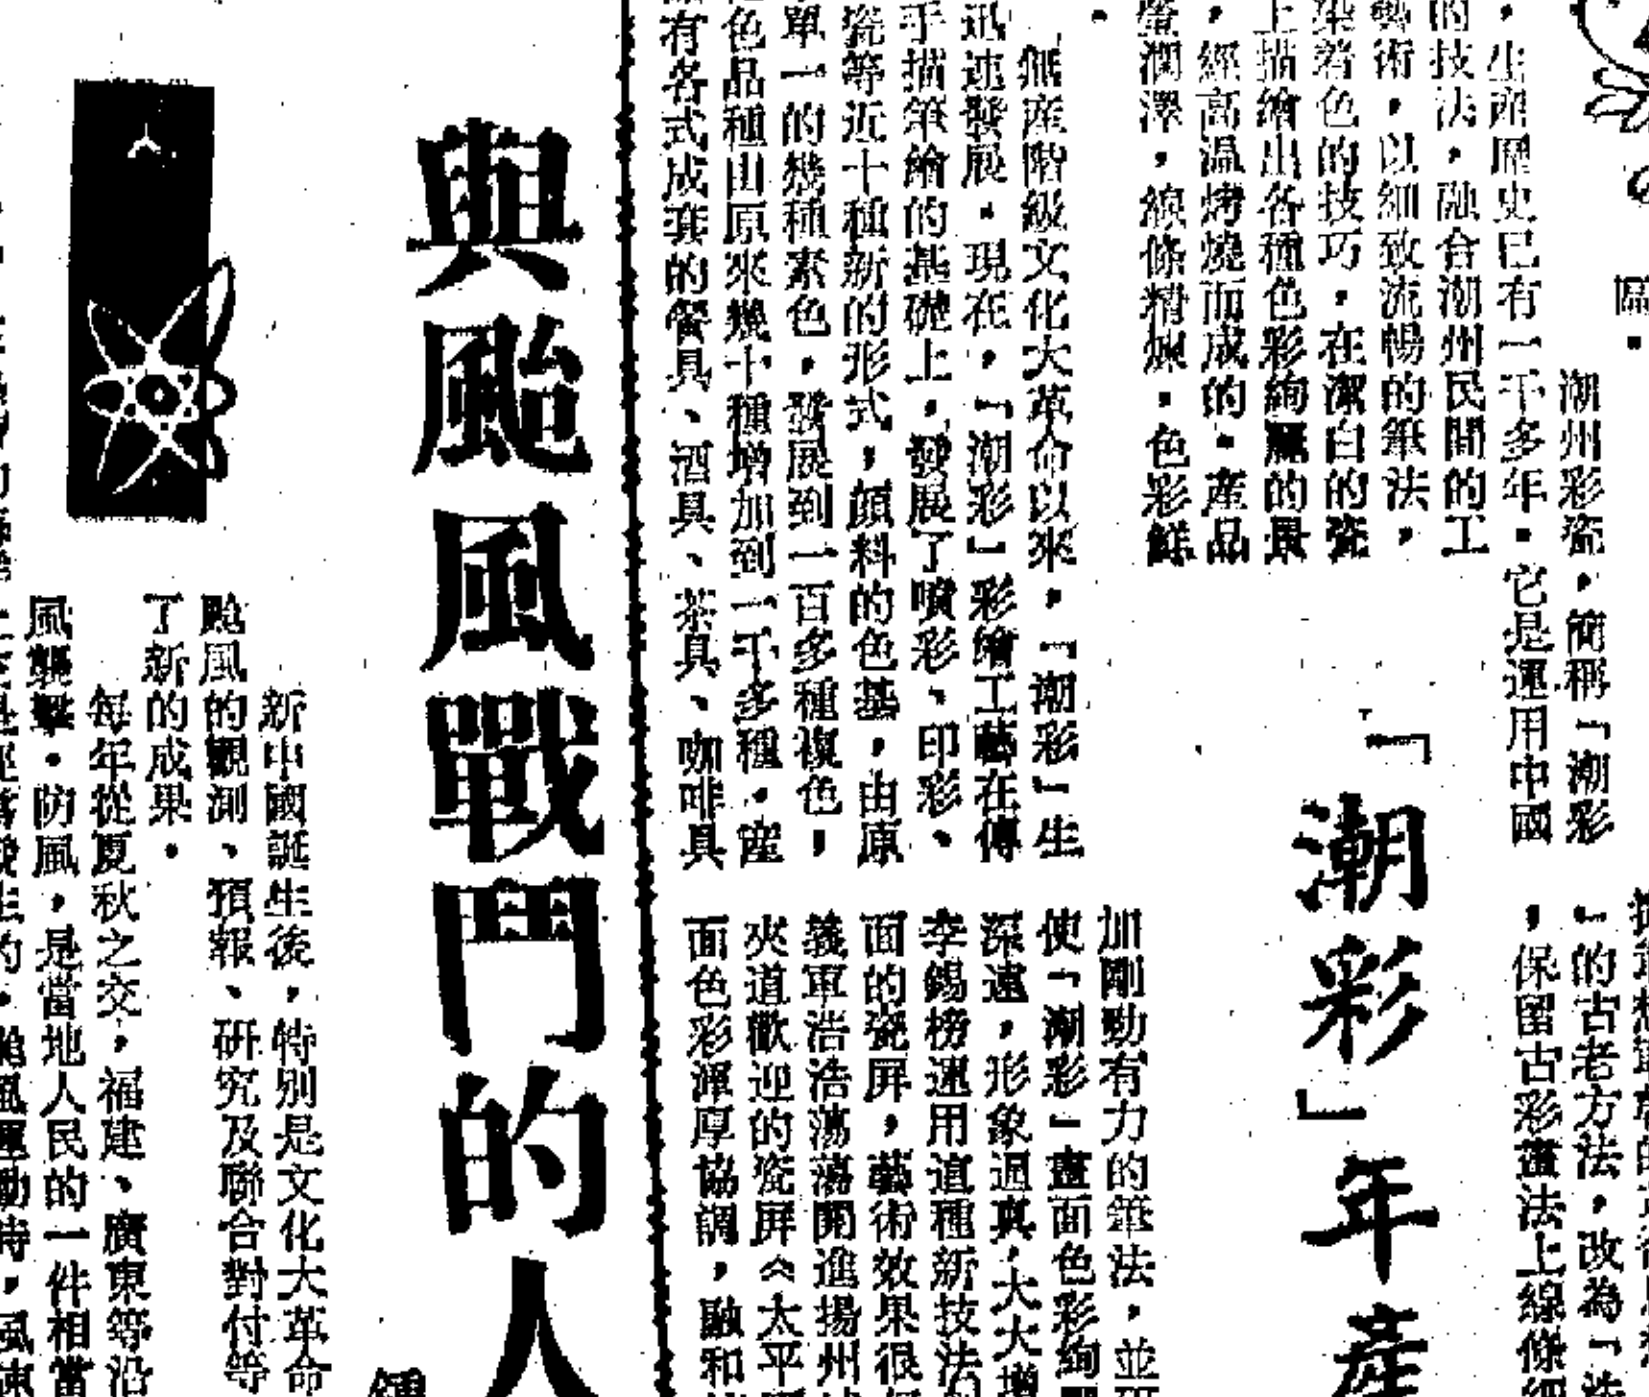 區。
潮州彩瓷，簡稱「潮彩
，生產歷史已有一千多年。它是運用中國
的技法，融合潮州民間的工
藝術，以細致流暢的筆法，
染着色的技巧，在潔白的瓷
上描繪出各種色彩絢麗的景
，經高溫烤燒而成的。產品
瑩潤澤，線條精煉，色彩鮮
。
「潮彩」年產
無產階級文化大革命以來，「潮彩」生
迅速發展。現在，「潮彩」彩繪工藝在傳
手描筆繪的基礎上，發展了噴彩、印彩、
瓷等近十種新的形式，顏料的色基，由原
單一的幾種素色，發展到一百多種複色，
色品種由原來幾十種增加到一千多種。產
有各式成套的餐具、酒具、茶具、咖啡具
」的古老方法，改為「
，保留古彩畫法上線條
加剛勁有力的筆法，並
使「潮彩」畫面色彩絢
深遠，形象逼真，大大增
李錫榜運用這種新技法
面的瓷屏，藝術效果很
義軍浩浩蕩蕩開進揚州
夾道歡迎的瓷屏《太平
面色彩渾厚協調，融和
與颱風戰鬥的人
鍾
新中國誕生後，特別是文化大革命
颱風的觀測、預報、研究及聯合對付等
了新的成果。
每年從夏秋之交，福建、廣東等沿
風襲擊。防風，是當地人民的一件相當
颱風運動時，風速